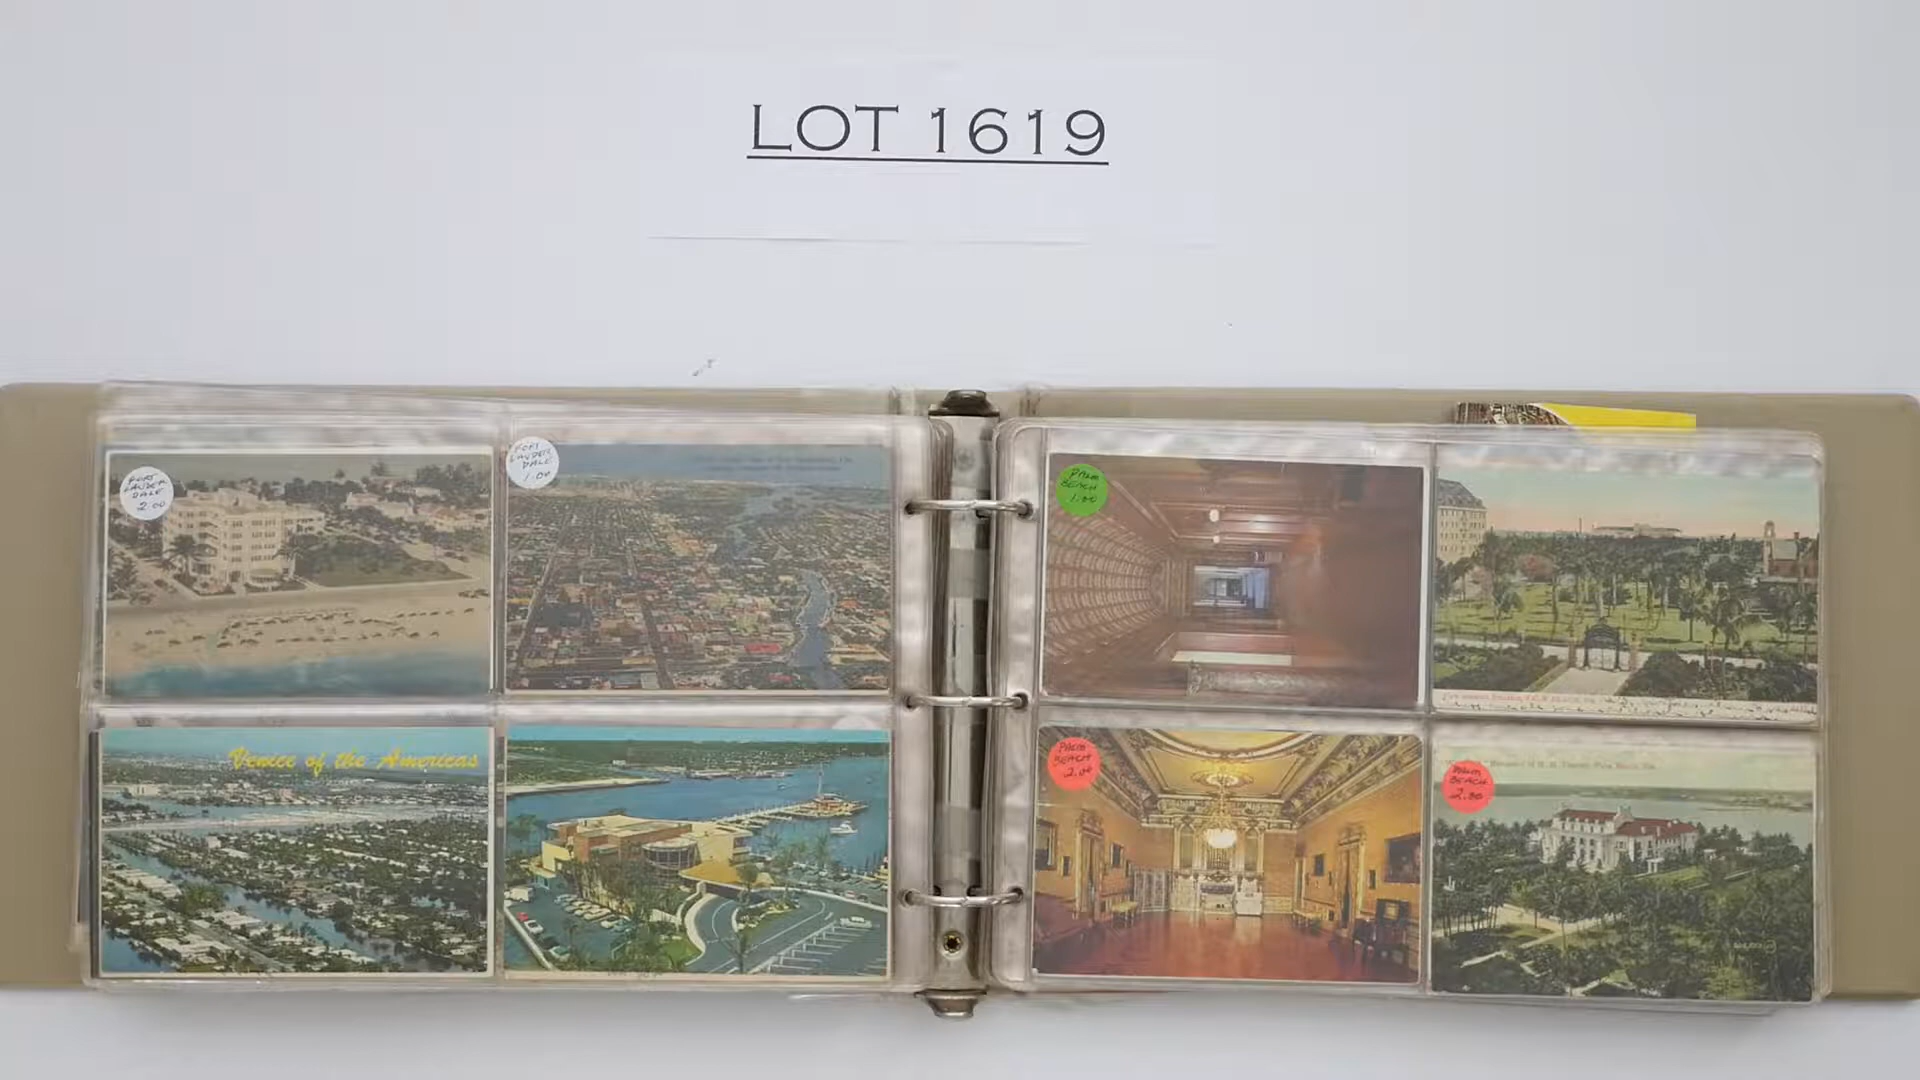 LOT 1619
FORT
LAUDER
DALE
2.00
FORT
LAUDER
DALE
1.00
PALM
BEACH
1.00
Venice of the Americas
PALM
BEACH
2.00
PALM
BEACH
2.00